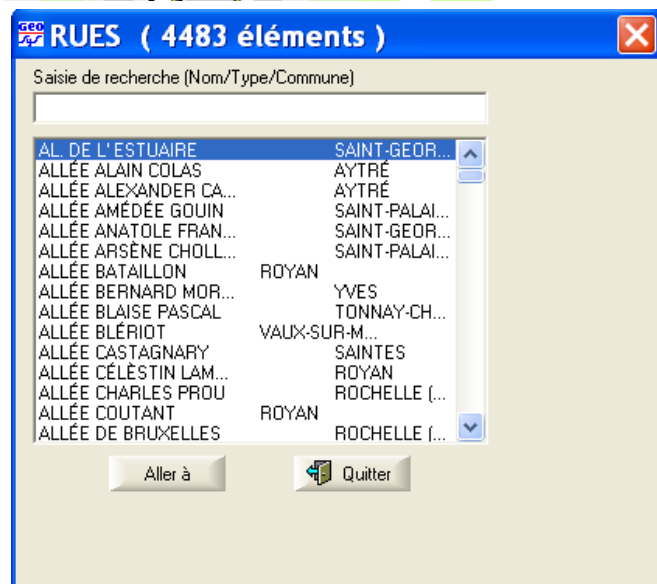 GEO SYS RUES ( 4483 éléments )
Saisie de recherche (Nom/Type/Commune)
AL. DE L' ESTUAIRE SAINT-GEOR...
ALLÉE ALAIN COLAS AYTRÉ
ALLÉE ALEXANDER CA... AYTRÉ
ALLÉE AMÉDÉE GOUIN SAINT-PALAI...
ALLÉE ANATOLE FRAN... SAINT-GEOR...
ALLÉE ARSÈNE CHOLL... SAINT-PALAI...
ALLÉE BATAILLON ROYAN
ALLÉE BERNARD MOR... YVES
ALLÉE BLAISE PASCAL TONNAY-CH...
ALLÉE BLÉRIOT VAUX-SUR-M...
ALLÉE CASTAGNARY SAINTES
ALLÉE CÉLÈSTIN LAM... ROYAN
ALLÉE CHARLES PROU ROCHELLE (...
ALLÉE COUTANT ROYAN
ALLÉE DE BRUXELLES ROCHELLE (...
Aller à Quitter